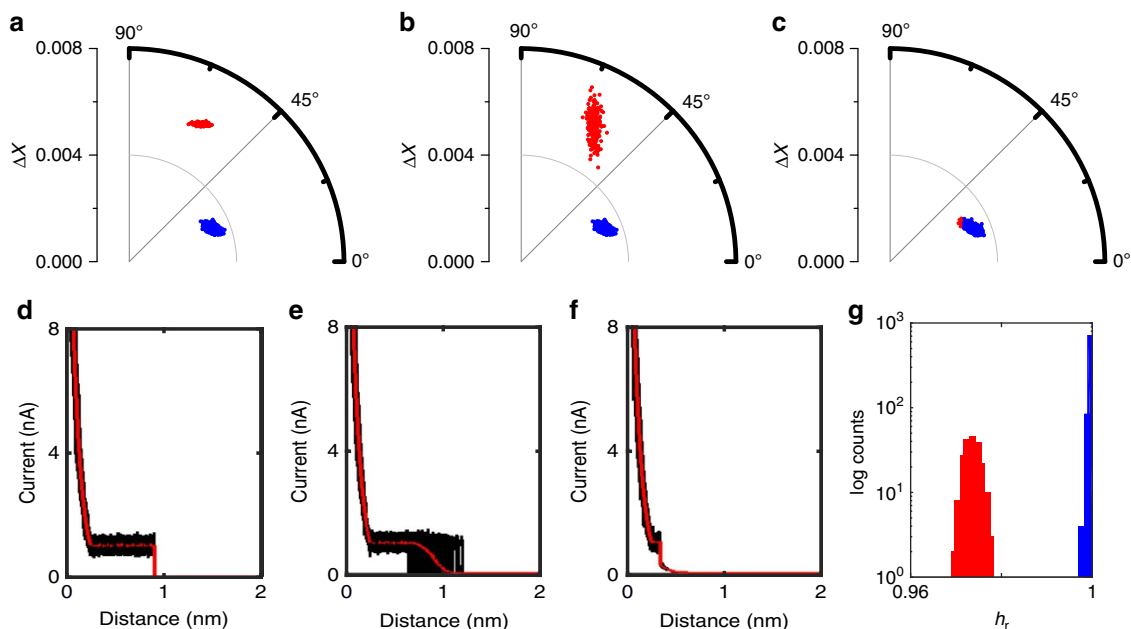 a
90°
0.008
45°
ΔX
0.004
0.000
0°
b
90°
0.008
45°
ΔX
0.004
0.000
0°
c
90°
0.008
45°
ΔX
0.004
0.000
0°
d
8
Current (nA)
4
0
0 1 2
Distance (nm)
e
8
Current (nA)
4
0
0 1 2
Distance (nm)
f
8
Current (nA)
4
0
0 1 2
Distance (nm)
g
10³
10²
log counts
10¹
10⁰
0.96 1
hᵣ